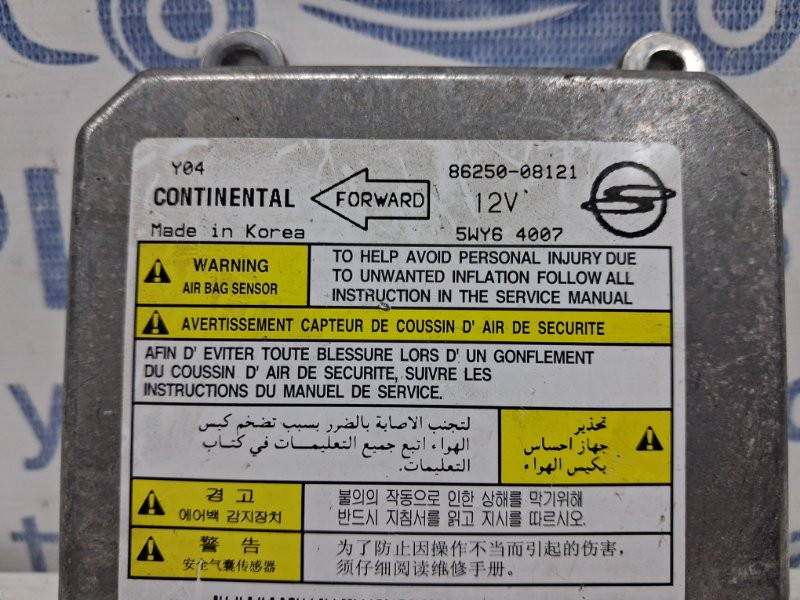 Y04
86250-08121
CONTINENTAL
FORWARD
12V
Made in Korea
5WY6 4007
WARNING
AIR BAG SENSOR
TO HELP AVOID PERSONAL INJURY DUE
TO UNWANTED INFLATION FOLLOW ALL
INSTRUCTION IN THE SERVICE MANUAL
AVERTISSEMENT CAPTEUR DE COUSSIN D' AIR DE SECURITE
AFIN D' EVITER TOUTE BLESSURE LORS D' UN GONFLEMENT
DU COUSSIN D' AIR DE SECURITE, SUIVRE LES
INSTRUCTIONS DU MANUEL DE SERVICE.
تحذير
جهاز احساس
بكيس الهواء
لتجنب الاصابة بالضرر بسبب تضخم كيس
الهواء، اتبع جميع التعليمات في كتاب
التعليمات.
경 고
에어백 감지장치
불의의 작동으로 인한 상해를 막기위해
반드시 지침서를 읽고 지시를 따르시오.
警 告
安全气囊传感器
为了防止因操作不当而引起的伤害，
须仔细阅读维修手册。